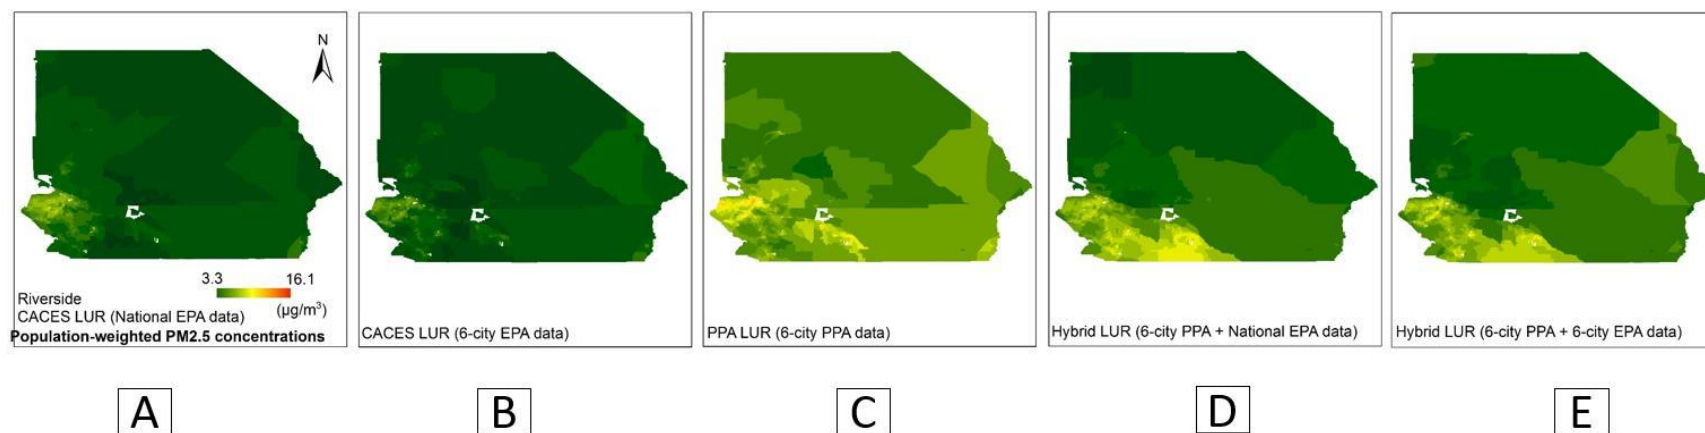 N
3.3 16.1
(μg/m³)
Riverside
CACES LUR (National EPA data)
Population-weighted PM2.5 concentrations
CACES LUR (6-city EPA data)
PPA LUR (6-city PPA data)
Hybrid LUR (6-city PPA + National EPA data)
Hybrid LUR (6-city PPA + 6-city EPA data)
A B C D E